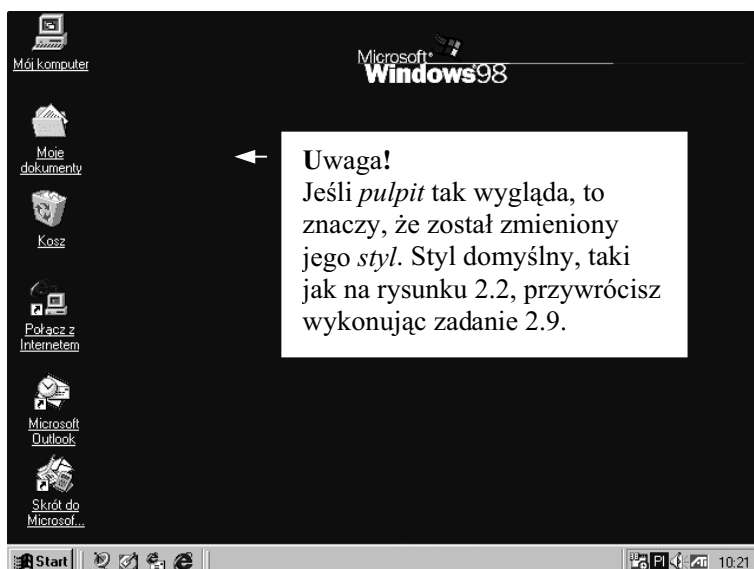 Mój komputer
Microsoft
Windows 98
Moje
dokumenty
Kosz
Połącz z
Internetem
Microsoft
Outlook
Skrót do
Microsof...
Uwaga!
Jeśli pulpit tak wygląda, to
znaczy, że został zmieniony
jego styl. Styl domyślny, taki
jak na rysunku 2.2, przywrócisz
wykonując zadanie 2.9.
Start
Pl
10:21